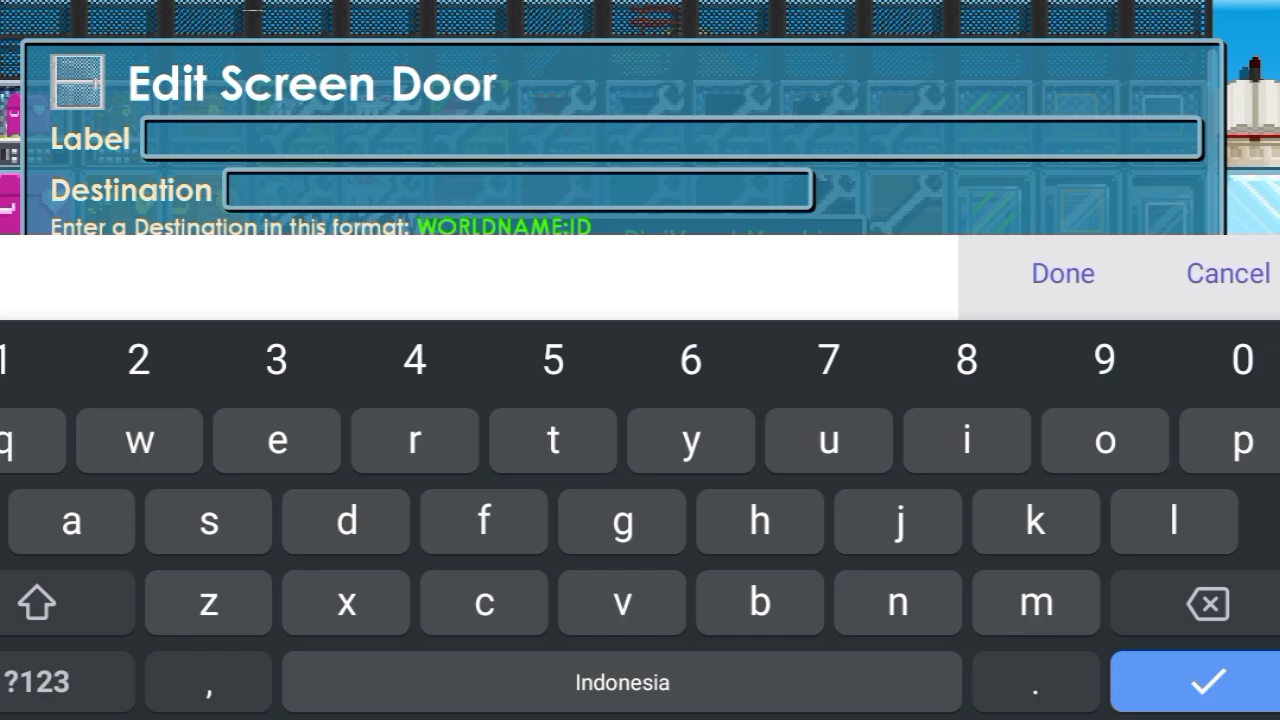 Edit Screen Door
Label
Destination
Enter a Destination in this format: WORLDNAME:ID
Done Cancel
1 2 3 4 5 6 7 8 9 0
q w e r t y u i o p
a s d f g h j k l
z x c v b n m
?123 , Indonesia .